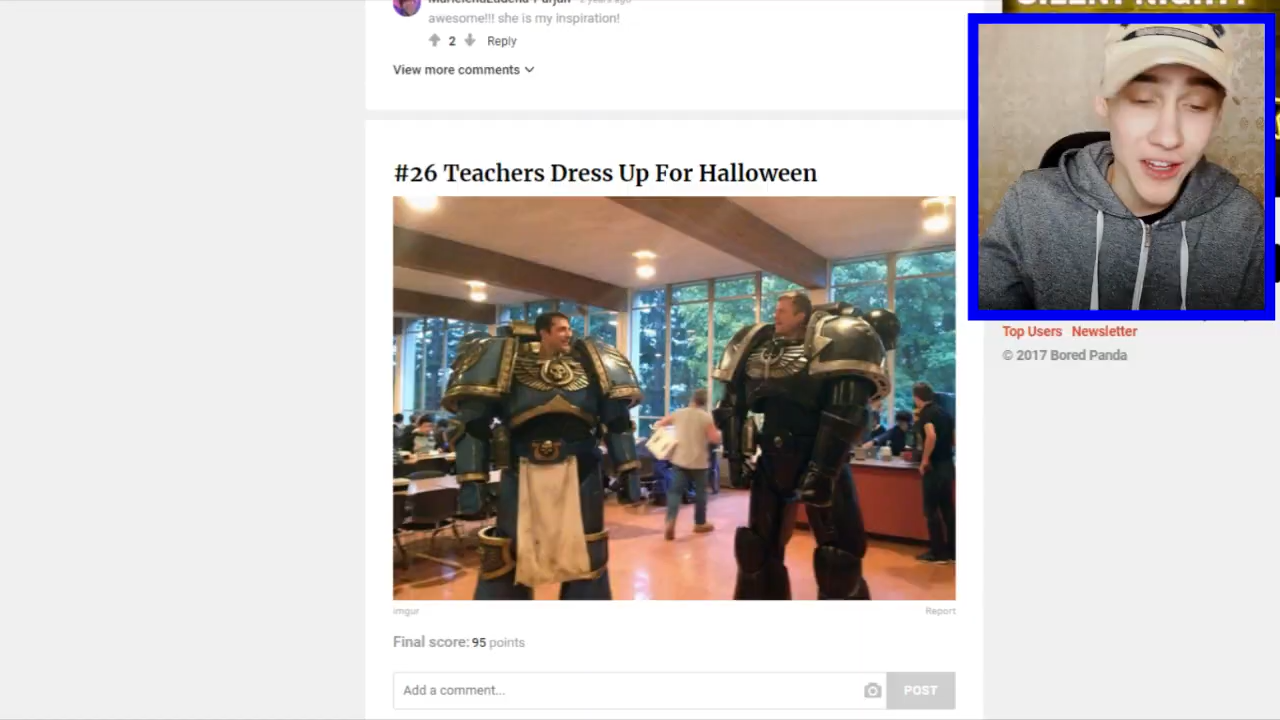 awesome!!! she is my inspiration!
2 Reply
View more comments
#26 Teachers Dress Up For Halloween
imgur
Report
Final score: 95 points
Add a comment...
POST
Top Users Newsletter
© 2017 Bored Panda